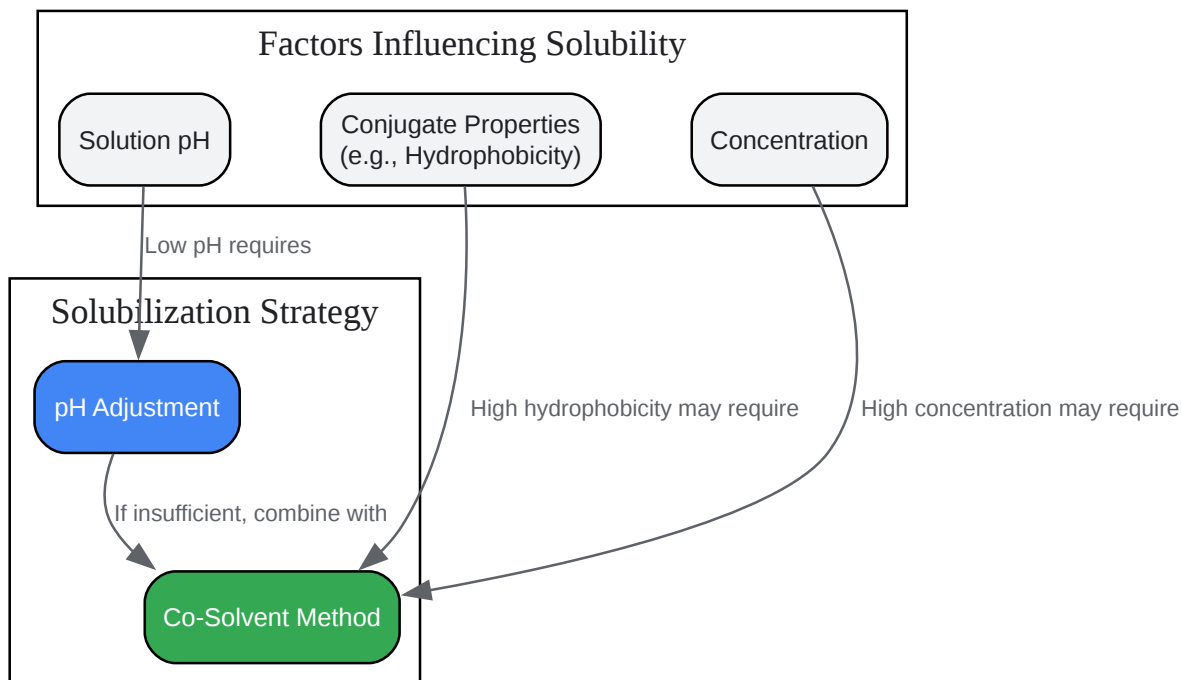 Factors Influencing Solubility
Solution pH
Conjugate Properties
(e.g., Hydrophobicity)
Concentration
Low pH requires
Solubilization Strategy
pH Adjustment
High hydrophobicity may require
High concentration may require
If insufficient, combine with
Co-Solvent Method